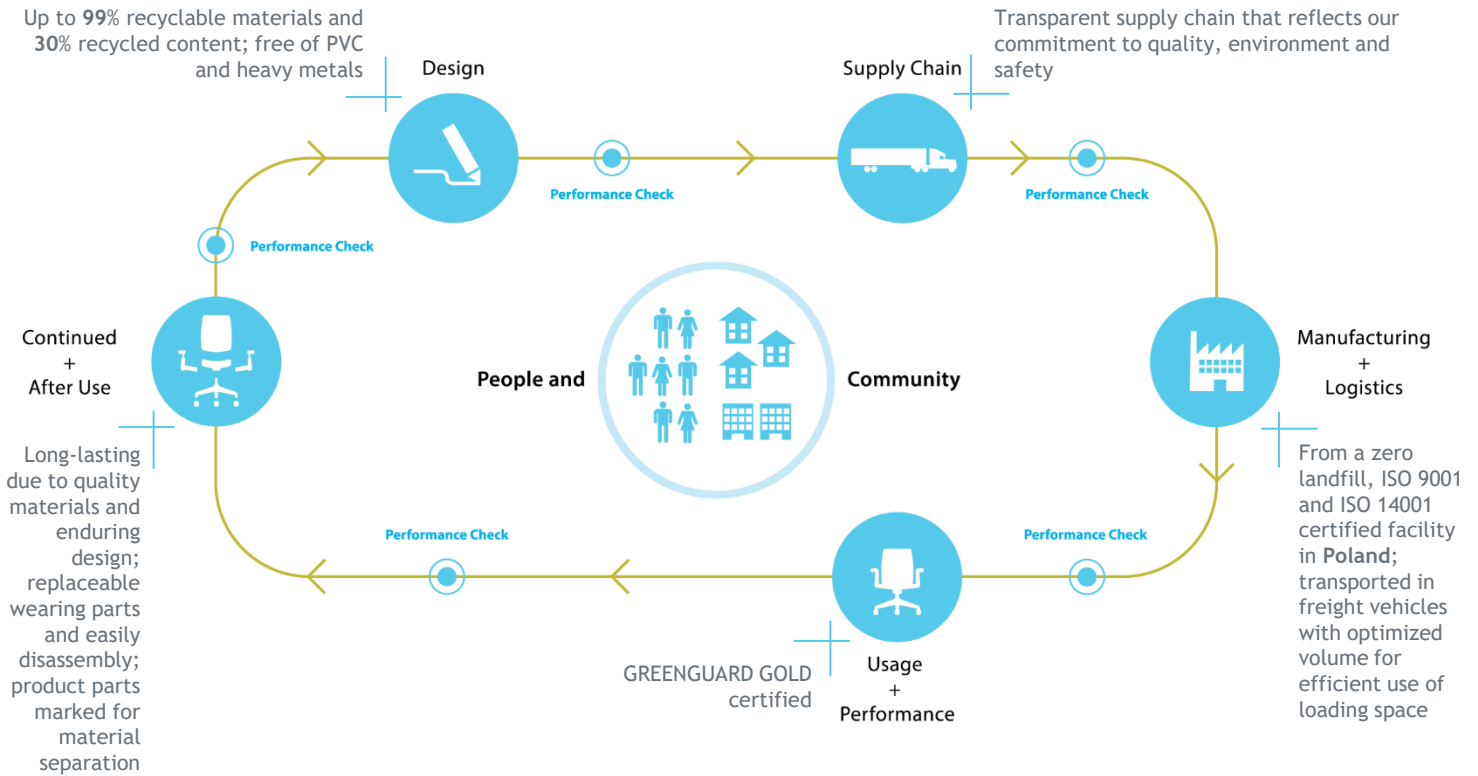 Up to 99% recyclable materials and
30% recycled content; free of PVC
and heavy metals
Design
Supply Chain
Transparent supply chain that reflects our
commitment to quality, environment and
safety
Performance Check
Performance Check
Performance Check
Continued
+
After Use
People and
Community
Manufacturing
+
Logistics
Long-lasting
due to quality
materials and
enduring
design;
replaceable
wearing parts
and easily
disassembly;
product parts
marked for
material
separation
From a zero
landfill, ISO 9001
and ISO 14001
certified facility
in Poland;
transported in
freight vehicles
with optimized
volume for
efficient use of
loading space
Performance Check
Performance Check
GREENGUARD GOLD
certified
Usage
+
Performance